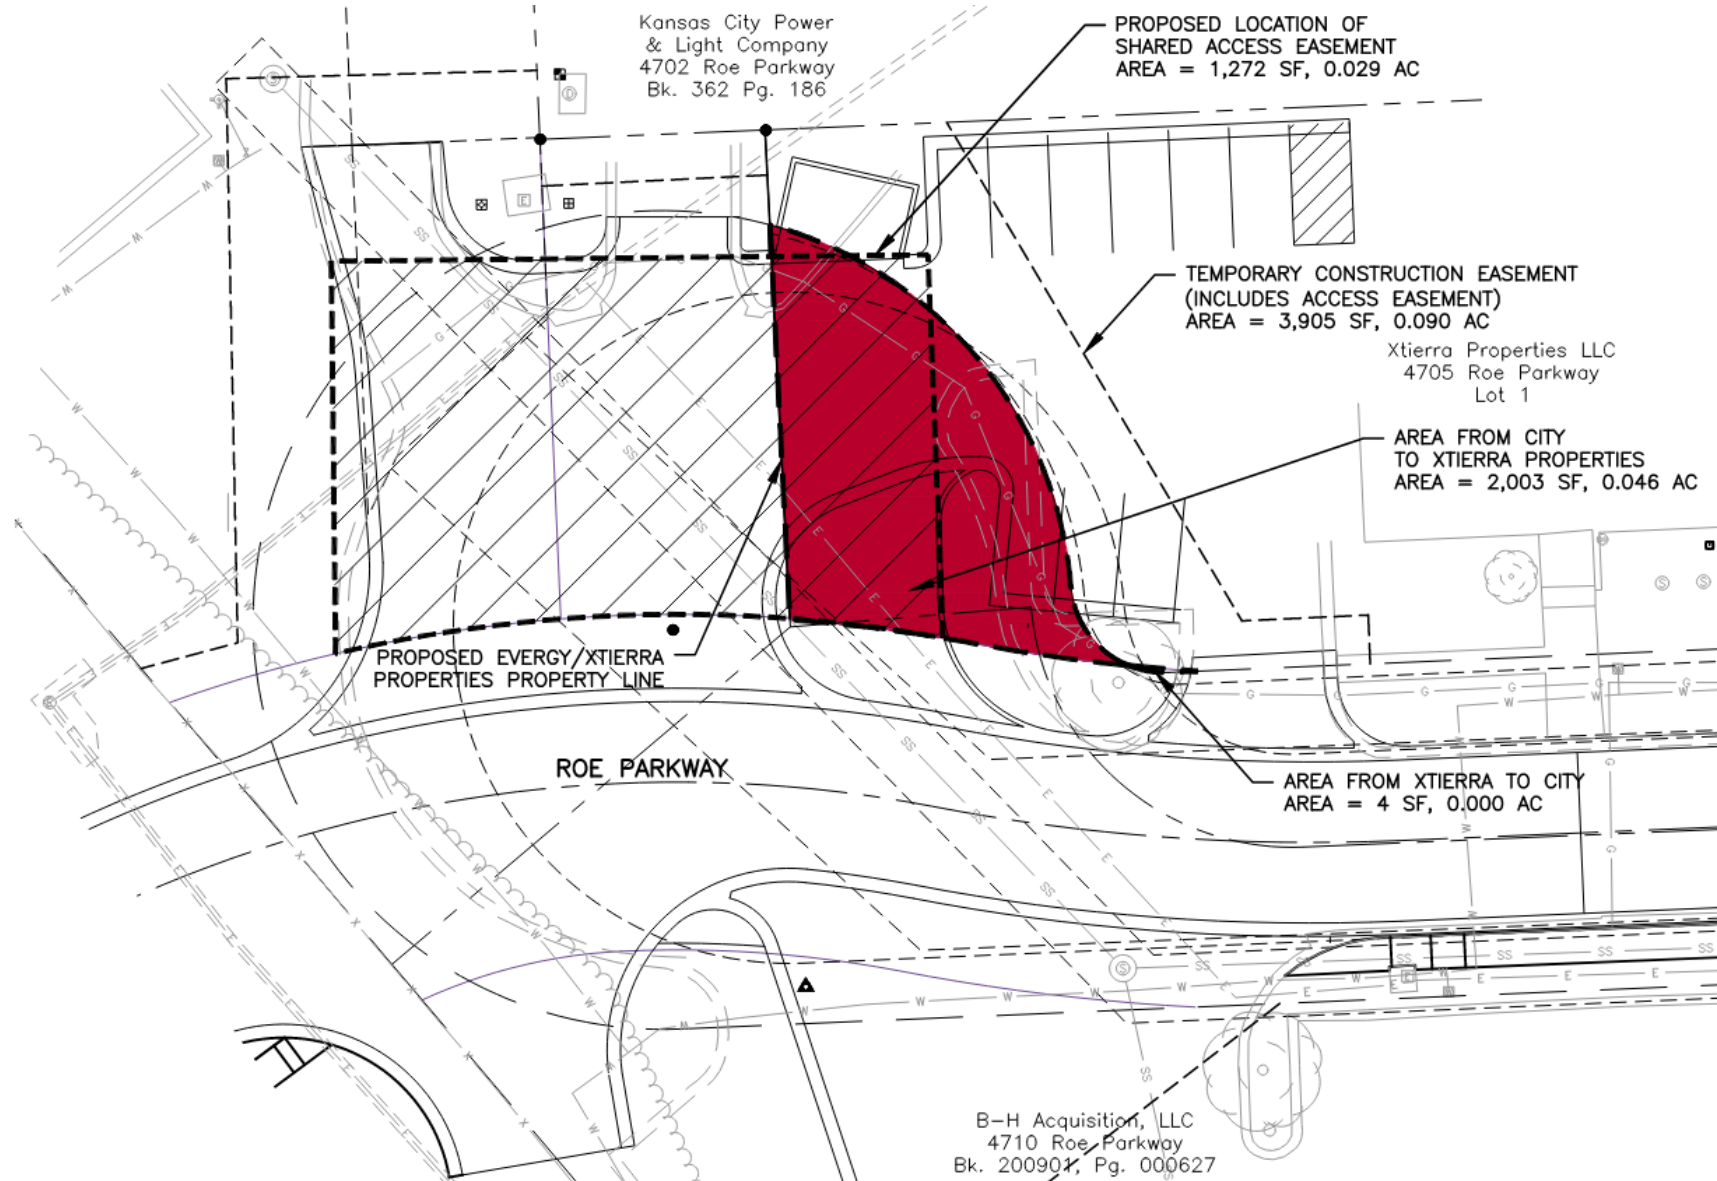 Kansas City Power
& Light Company
4702 Roe Parkway
Bk. 362 Pg. 186
PROPOSED LOCATION OF
SHARED ACCESS EASEMENT
AREA = 1,272 SF, 0.029 AC
TEMPORARY CONSTRUCTION EASEMENT
(INCLUDES ACCESS EASEMENT)
AREA = 3,905 SF, 0.090 AC
Xtierra Properties LLC
4705 Roe Parkway
Lot 1
AREA FROM CITY
TO XTIERRA PROPERTIES
AREA = 2,003 SF, 0.046 AC
PROPOSED EVERGY/XTIERRA
PROPERTIES PROPERTY LINE
ROE PARKWAY
AREA FROM XTIERRA TO CITY
AREA = 4 SF, 0.000 AC
B-H Acquisition, LLC
4710 Roe Parkway
Bk. 200901, Pg. 000627